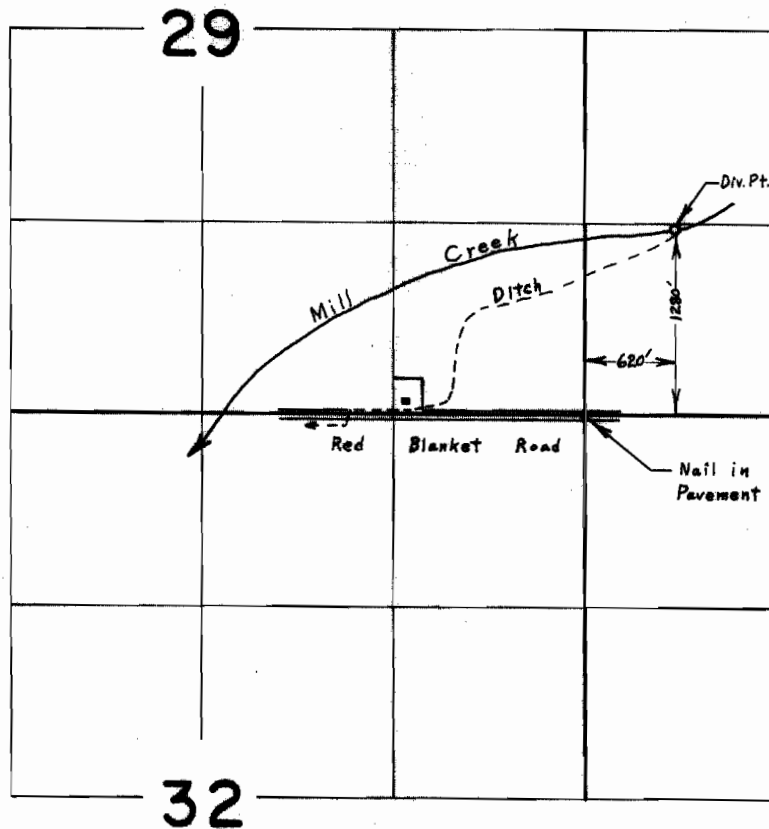 29
Div. Pt.
Mill Creek
Ditch
1280'
620'
Red Blanket Road
Nail in
Pavement
32